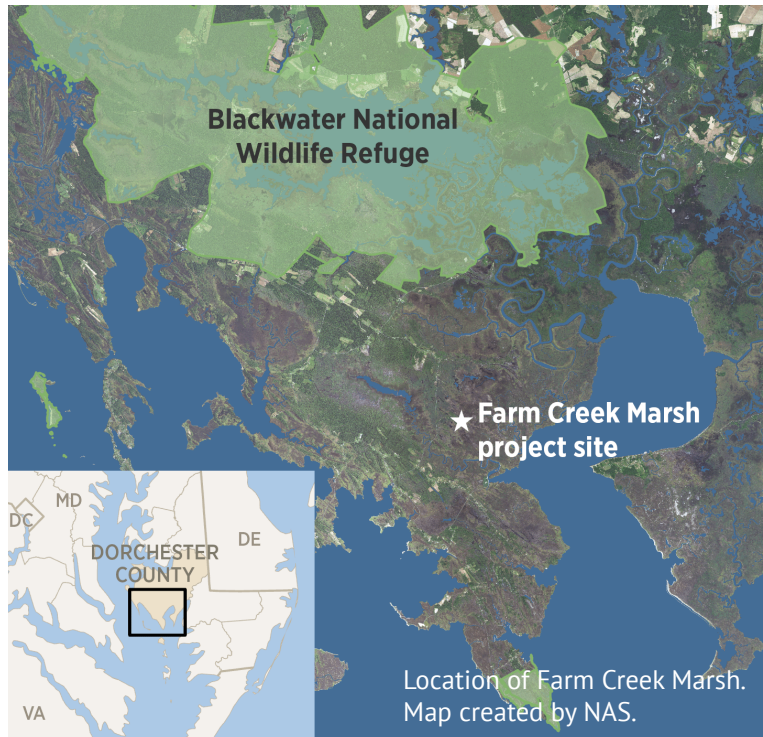 Blackwater National
Wildlife Refuge
Farm Creek Marsh
project site
MD
DC
DE
DORCHESTER
COUNTY
VA
Location of Farm Creek Marsh.
Map created by NAS.